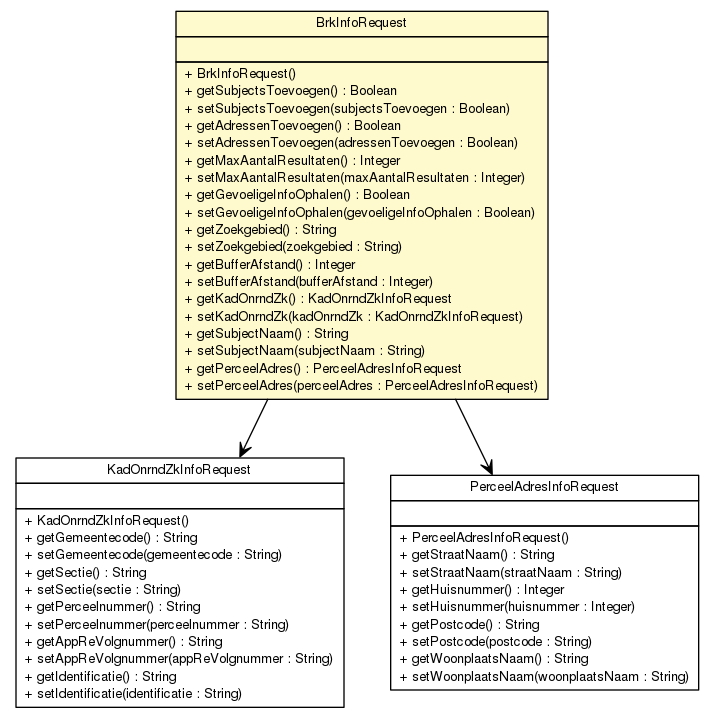 BrkInfoRequest
+ BrkInfoRequest()
+ getSubjectsToevoegen() : Boolean
+ setSubjectsToevoegen(subjectsToevoegen : Boolean)
+ getAdressenToevoegen() : Boolean
+ setAdressenToevoegen(adressenToevoegen : Boolean)
+ getMaxAantalResultaten() : Integer
+ setMaxAantalResultaten(maxAantalResultaten : Integer)
+ getGevoeligeInfoOphalen() : Boolean
+ setGevoeligeInfoOphalen(gevoeligeInfoOphalen : Boolean)
+ getZoekgebied() : String
+ setZoekgebied(zoekgebied : String)
+ getBufferAfstand() : Integer
+ setBufferAfstand(bufferAfstand : Integer)
+ getKadOnrndZk() : KadOnrndZkInfoRequest
+ setKadOnrndZk(kadOnrndZk : KadOnrndZkInfoRequest)
+ getSubjectNaam() : String
+ setSubjectNaam(subjectNaam : String)
+ getPerceelAdres() : PerceelAdresInfoRequest
+ setPerceelAdres(perceelAdres : PerceelAdresInfoRequest)
KadOnrndZkInfoRequest
+ KadOnrndZkInfoRequest()
+ getGemeentecode() : String
+ setGemeentecode(gemeentecode : String)
+ getSectie() : String
+ setSectie(sectie : String)
+ getPerceelnummer() : String
+ setPerceelnummer(perceelnummer : String)
+ getAppReVolgnummer() : String
+ setAppReVolgnummer(appReVolgnummer : String)
+ getIdentificatie() : String
+ setIdentificatie(identificatie : String)
PerceelAdresInfoRequest
+ PerceelAdresInfoRequest()
+ getStraatNaam() : String
+ setStraatNaam(straatNaam : String)
+ getHuisnummer() : Integer
+ setHuisnummer(huisnummer : Integer)
+ getPostcode() : String
+ setPostcode(postcode : String)
+ getWoonplaatsNaam() : String
+ setWoonplaatsNaam(woonplaatsNaam : String)